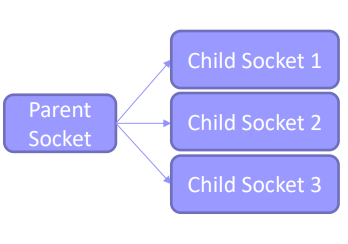 Parent
Socket
Child Socket 1
Child Socket 2
Child Socket 3